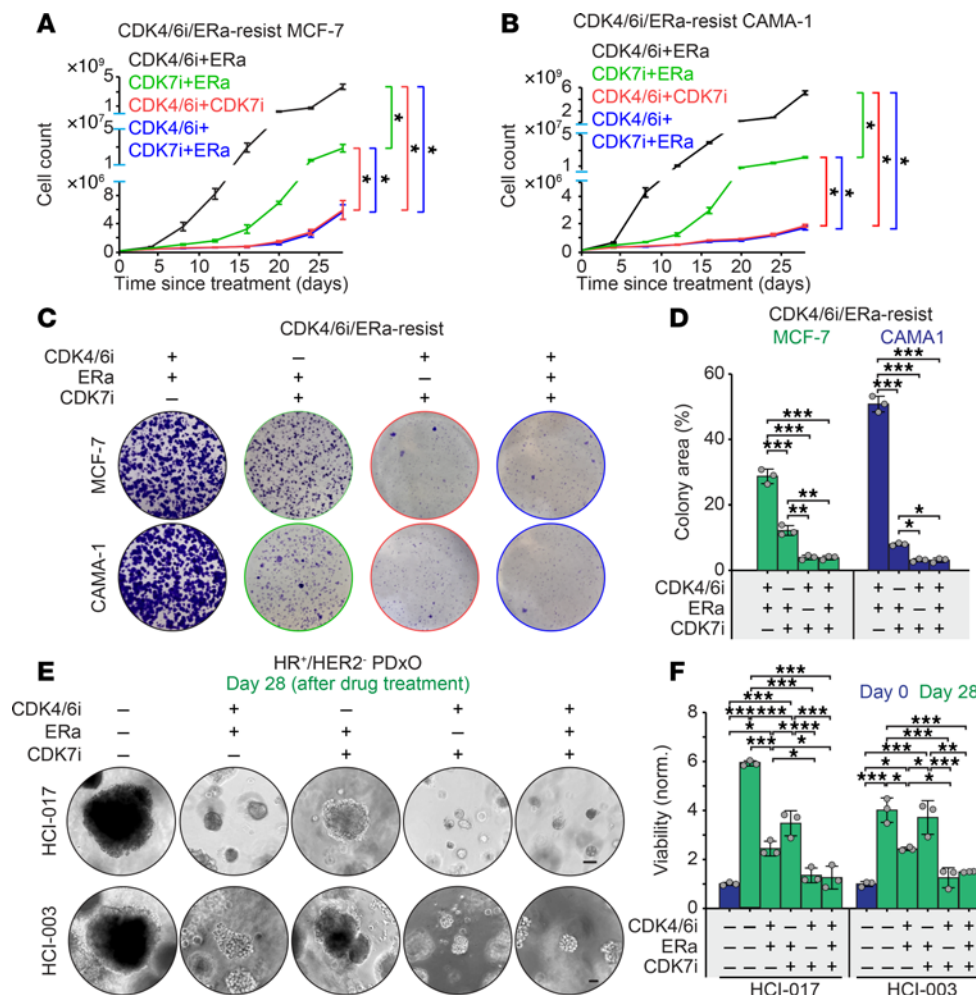 A
CDK4/6i/ERa-resist MCF-7
CDK4/6i+ERa
CDK7i+ERa
CDK4/6i+CDK7i
CDK4/6i+
CDK7i+ERa
×10⁹
5
1
×10⁷
5
1
×10⁶
8
4
0
Cell count
* * * * *
0 5 10 15 20 25
Time since treatment (days)
B
CDK4/6i/ERa-resist CAMA-1
CDK4/6i+ERa
CDK7i+ERa
CDK4/6i+CDK7i
CDK4/6i+
CDK7i+ERa
×10⁹
6
4
2
×10⁷
5
1
×10⁶
6
4
2
0
Cell count
* * * * *
0 5 10 15 20 25
Time since treatment (days)
C
CDK4/6i/ERa-resist
CDK4/6i + – + +
ERa + + – +
CDK7i – + + +
MCF-7
CAMA-1
D
CDK4/6i/ERa-resist
MCF-7 CAMA1
Colony area (%)
60
40
20
0
***
***
***
**
**
***
***
***
*
*
CDK4/6i + – + + + – + +
ERa + + – + + + – +
CDK7i – + + + – + + +
E
HR⁺/HER2⁻ PDxO
Day 28 (after drug treatment)
CDK4/6i – + – + +
ERa – + + – +
CDK7i – – + + +
HCI-017
HCI-003
F
Day 0 Day 28
Viability (norm.)
8
6
4
2
0
***
***
***
****** ***
* ****
*** *
*
***
***
*** **
* * ***
*** * *
CDK4/6i – – + – + + – – + – + +
ERa – – + + – + – – + + – +
CDK7i – – – + + + – – – + + +
HCI-017 HCI-003